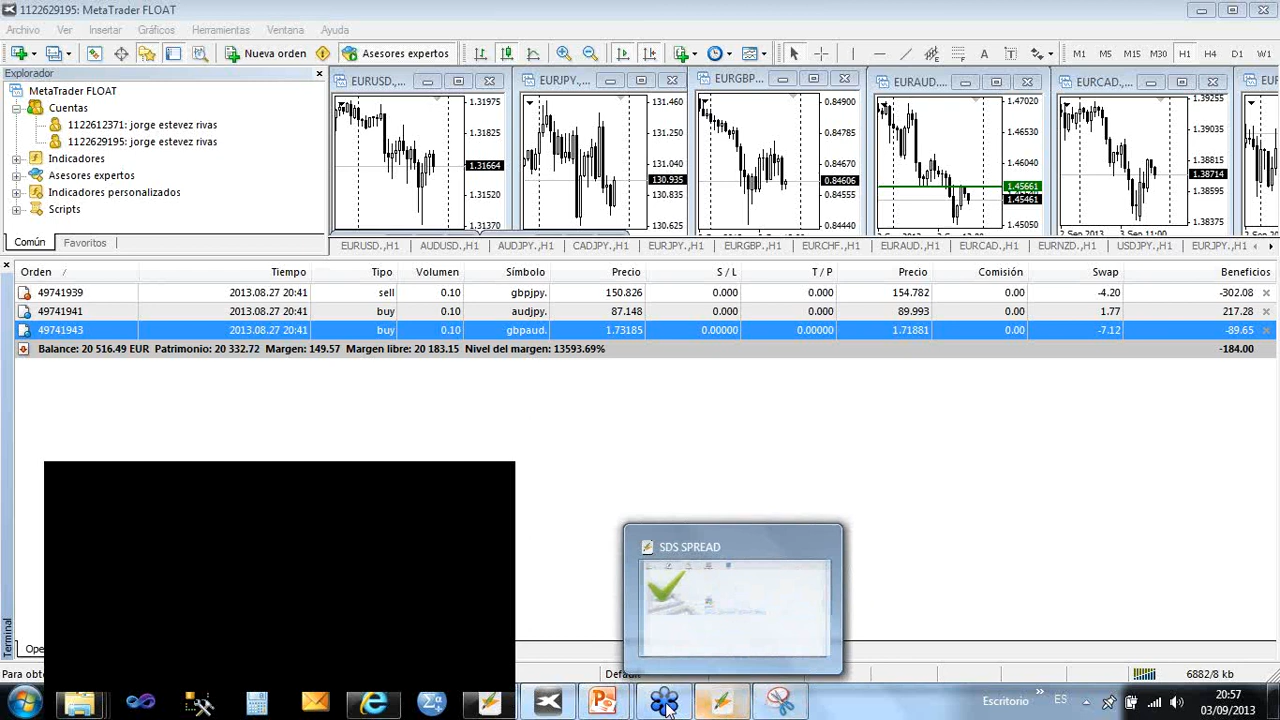 1122629195: MetaTrader FLOAT
Archivo Ver Insertar Gráficos Herramientas Ventana Ayuda
Nueva orden Asesores expertos M1 M5 M15 M30 H1 H4 D1 W1
Explorador
MetaTrader FLOAT
Cuentas
1122612371: jorge estevez rivas
1122629195: jorge estevez rivas
Indicadores
Asesores expertos
Indicadores personalizados
Scripts
Común Favoritos
EURUSD.,...
1.31975
1.31825
1.31664
1.31520
1.31370
EURJPY.,...
131.460
131.250
131.040
130.935
130.830
130.625
EURGBP...
0.84900
0.84785
0.84670
0.84606
0.84555
0.84440
EURAUD....
1.47020
1.46530
1.46040
1.45661
1.45461
1.45050
EURCAD.,...
1.39255
1.39035
1.38815
1.38714
1.38595
1.38375
EURUSD.,H1 AUDUSD.,H1 AUDJPY.,H1 CADJPY.,H1 EURJPY.,H1 EURGBP.,H1 EURCHF.,H1 EURAUD.,H1 EURCAD.,H1 EURNZD.,H1 USDJPY.,H1 EURJPY.,H1
Orden / Tiempo Tipo Volumen Símbolo Precio S / L T / P Precio Comisión Swap Beneficios
49741939 2013.08.27 20:41 sell 0.10 gbpjpy. 150.826 0.000 0.000 154.782 0.00 -4.20 -302.08
49741941 2013.08.27 20:41 buy 0.10 audjpy. 87.148 0.000 0.000 89.993 0.00 1.77 217.28
49741943 2013.08.27 20:41 buy 0.10 gbpaud. 1.73185 0.00000 0.00000 1.71881 0.00 -7.12 -89.65
Balance: 20 516.49 EUR Patrimonio: 20 332.72 Margen: 149.57 Margen libre: 20 183.15 Nivel del margen: 13593.69% -184.00
SDS SPREAD
Terminal
Ope
Para obt
Default
6882/8 kb
Escritorio » ES
20:57
03/09/2013